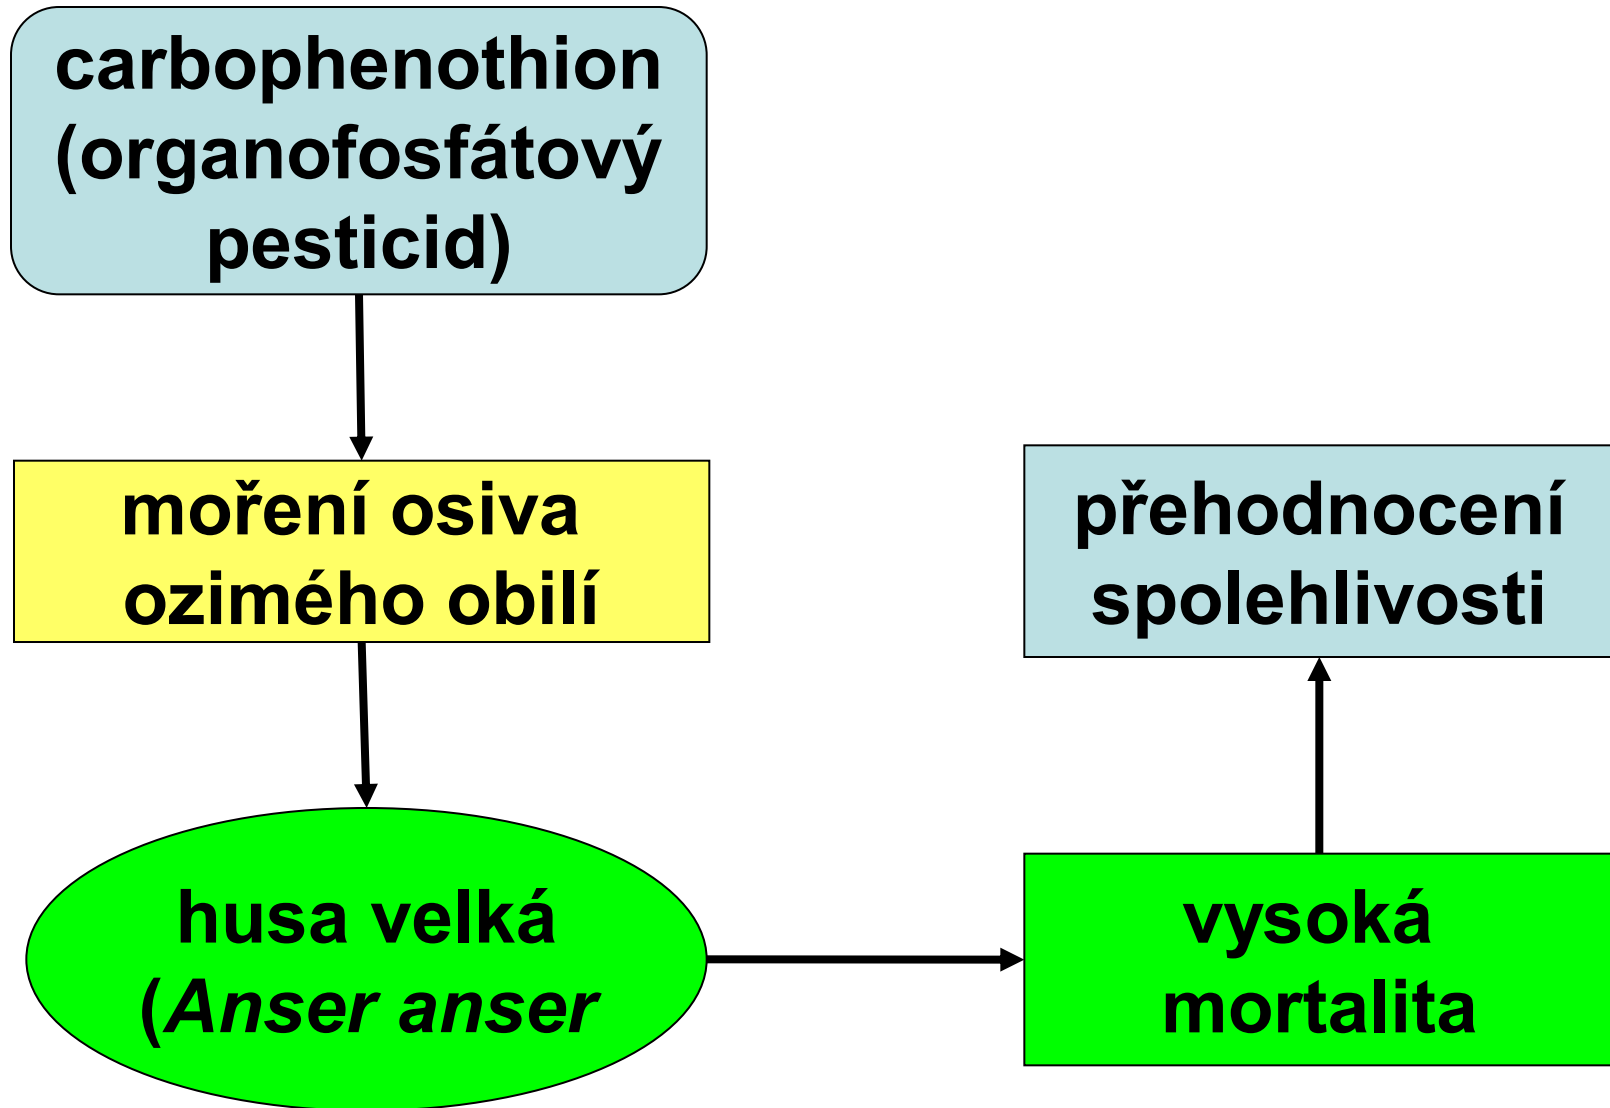 carbophenothion
(organofosfátový
pesticid)
moření osiva
ozimého obilí
husa velká
(Anser anser
vysoká
mortalita
přehodnocení
spolehlivosti